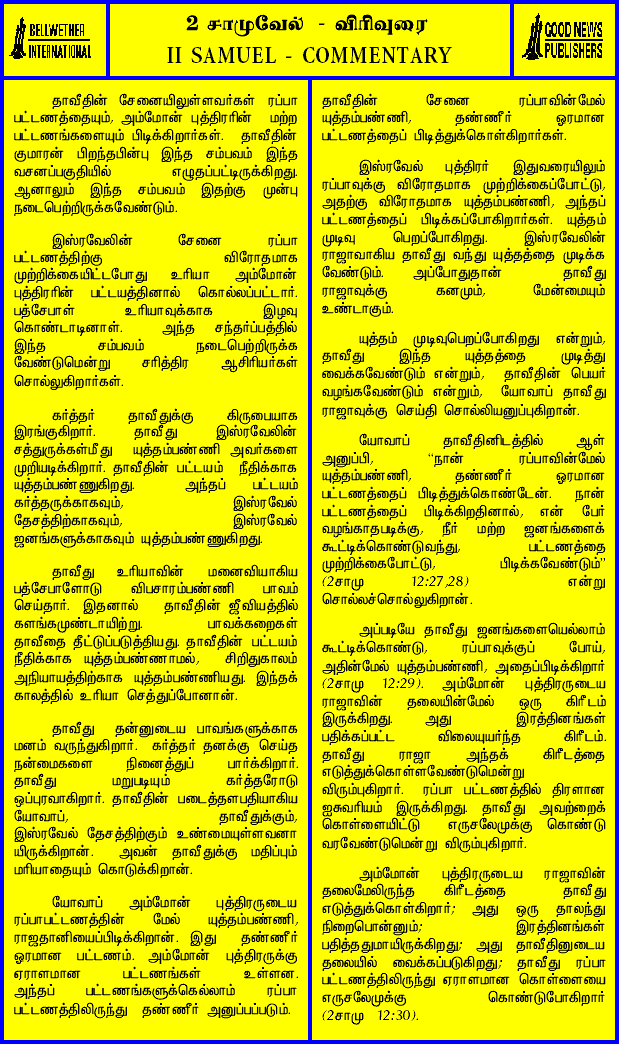 BELLWETHER
INTERNATIONAL
2 சாமுவேல் - விரிவுரை
II SAMUEL - COMMENTARY
GOOD NEWS
PUBLISHERS
தாவீதின் சேனையிலுள்ளவர்கள் ரப்பா
பட்டணத்தையும், அம்மோன் புத்திரரின் மற்ற
பட்டணங்களையும் பிடிக்கிறார்கள். தாவீதின்
குமாரன் பிறந்தபின்பு இந்த சம்பவம் இந்த
வசனப்பகுதியில் எழுதப்பட்டிருக்கிறது.
ஆனாலும் இந்த சம்பவம் இதற்கு முன்பு
நடைபெற்றிருக்கவேண்டும்.
இஸ்ரவேலின் சேனை ரப்பா
பட்டணத்திற்கு விரோதமாக
முற்றிக்கையிட்டபோது உரியா அம்மோன்
புத்திரரின் பட்டயத்தினால் கொல்லப்பட்டார்.
பத்சேபாள் உரியாவுக்காக இழவு
கொண்டாடினாள். அந்த சந்தர்ப்பத்தில்
இந்த சம்பவம் நடைபெற்றிருக்க
வேண்டுமென்று சரித்திர ஆசிரியர்கள்
சொல்லுகிறார்கள்.
கர்த்தர் தாவீதுக்கு கிருபையாக
இரங்குகிறார். தாவீது இஸ்ரவேலின்
சத்துருக்கள்மீது யுத்தம்பண்ணி அவர்களை
முறியடிக்கிறார். தாவீதின் பட்டயம் நீதிக்காக
யுத்தம்பண்ணுகிறது. அந்தப் பட்டயம்
கர்த்தருக்காகவும், இஸ்ரவேல்
தேசத்திற்காகவும், இஸ்ரவேல்
ஜனங்களுக்காகவும் யுத்தம்பண்ணுகிறது.
தாவீது உரியாவின் மனைவியாகிய
பத்சேபாளோடு விபசாரம்பண்ணி பாவம்
செய்தார். இதனால் தாவீதின் ஜீவியத்தில்
களங்கமுண்டாயிற்று. பாவக்கறைகள்
தாவீதை தீட்டுப்படுத்தியது. தாவீதின் பட்டயம்
நீதிக்காக யுத்தம்பண்ணாமல், சிறிதுகாலம்
அநியாயத்திற்காக யுத்தம்பண்ணியது. இந்தக்
காலத்தில் உரியா செத்துப்போனான்.
தாவீது தன்னுடைய பாவங்களுக்காக
மனம் வருந்துகிறார். கர்த்தர் தனக்கு செய்த
நன்மைகளை நினைத்துப் பார்க்கிறார்.
தாவீது மறுபடியும் கர்த்தரோடு
ஒப்புரவாகிறார். தாவீதின் படைத்தளபதியாகிய
யோவாப், தாவீதுக்கும்,
இஸ்ரவேல் தேசத்திற்கும் உண்மையுள்ளவனா
யிருக்கிறான். அவன் தாவீதுக்கு மதிப்பும்
மரியாதையும் கொடுக்கிறான்.
யோவாப் அம்மோன் புத்திரருடைய
ரப்பாபட்டணத்தின் மேல் யுத்தம்பண்ணி,
ராஜதானியைப்பிடிக்கிறான். இது தண்ணீர்
ஓரமான பட்டணம். அம்மோன் புத்திரருக்கு
ஏராளமான பட்டணங்கள் உள்ளன.
அந்தப் பட்டணங்களுக்கெல்லாம் ரப்பா
பட்டணத்திலிருந்து தண்ணீர் அனுப்பப்படும்.
தாவீதின் சேனை ரப்பாவின்மேல்
யுத்தம்பண்ணி, தண்ணீர் ஓரமான
பட்டணத்தைப் பிடித்துக்கொள்கிறார்கள்.
இஸ்ரவேல் புத்திரர் இதுவரையிலும்
ரப்பாவுக்கு விரோதமாக முற்றிக்கைப்போட்டு,
அதற்கு விரோதமாக யுத்தம்பண்ணி, அந்தப்
பட்டணத்தைப் பிடிக்கப்போகிறார்கள். யுத்தம்
முடிவு பெறப்போகிறது. இஸ்ரவேலின்
ராஜாவாகிய தாவீது வந்து யுத்தத்தை முடிக்க
வேண்டும். அப்போதுதான் தாவீது
ராஜாவுக்கு கனமும், மேன்மையும்
உண்டாகும்.
யுத்தம் முடிவுபெறப்போகிறது என்றும்,
தாவீது இந்த யுத்தத்தை முடித்து
வைக்கவேண்டும் என்றும், தாவீதின் பெயர்
வழங்கவேண்டும் என்றும், யோவாப் தாவீது
ராஜாவுக்கு செய்தி சொல்லியனுப்புகிறான்.
யோவாப் தாவீதினிடத்தில் ஆள்
அனுப்பி, "நான் ரப்பாவின்மேல்
யுத்தம்பண்ணி, தண்ணீர் ஓரமான
பட்டணத்தைப் பிடித்துக்கொண்டேன். நான்
பட்டணத்தைப் பிடிக்கிறதினால், என் பேர்
வழங்காதபடிக்கு, நீர் மற்ற ஜனங்களைக்
கூட்டிக்கொண்டுவந்து, பட்டணத்தை
முற்றிக்கைபோட்டு, பிடிக்கவேண்டும்"
(2சாமு 12:27,28) என்று
சொல்லச்சொல்லுகிறான்.
அப்படியே தாவீது ஜனங்களையெல்லாம்
கூட்டிக்கொண்டு, ரப்பாவுக்குப் போய்,
அதின்மேல் யுத்தம்பண்ணி, அதைப்பிடிக்கிறார்
(2சாமு 12:29). அம்மோன் புத்திரருடைய
ராஜாவின் தலையின்மேல் ஒரு கிரீடம்
இருக்கிறது. அது இரத்தினங்கள்
பதிக்கப்பட்ட விலையுயர்ந்த கிரீடம்.
தாவீது ராஜா அந்தக் கிரீடத்தை
எடுத்துக்கொள்ளவேண்டுமென்று
விரும்புகிறார். ரப்பா பட்டணத்தில் திரளான
ஐசுவரியம் இருக்கிறது. தாவீது அவற்றைக்
கொள்ளையிட்டு எருசலேமுக்கு கொண்டு
வரவேண்டுமென்று விரும்புகிறார்.
அம்மோன் புத்திரருடைய ராஜாவின்
தலைமேலிருந்த கிரீடத்தை தாவீது
எடுத்துக்கொள்கிறார்; அது ஒரு தாலந்து
நிறைபொன்னும்; இரத்தினங்கள்
பதித்ததுமாயிருக்கிறது; அது தாவீதினுடைய
தலையில் வைக்கப்படுகிறது; தாவீது ரப்பா
பட்டணத்திலிருந்து ஏராளமான கொள்ளையை
எருசலேமுக்கு கொண்டுபோகிறார்
(2சாமு 12:30).